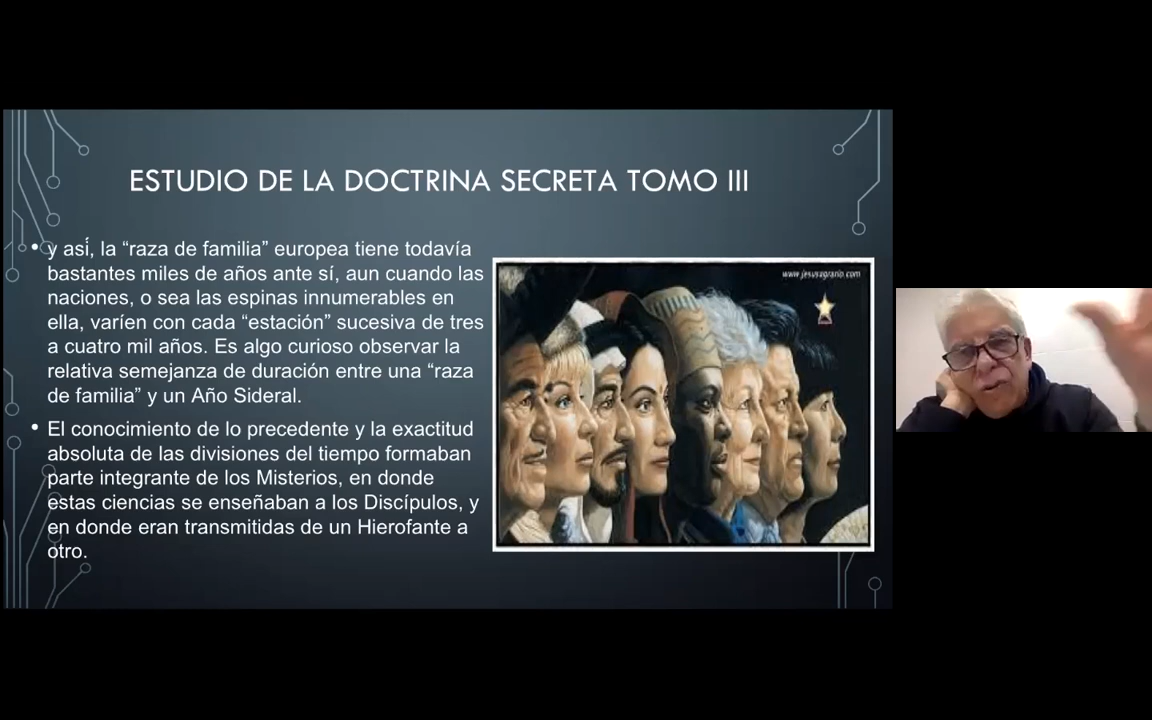 ESTUDIO DE LA DOCTRINA SECRETA TOMO III
• y así, la “raza de familia” europea tiene todavía
bastantes miles de años ante sí, aun cuando las
naciones, o sea las espinas innumerables en
ella, varíen con cada “estación” sucesiva de tres
a cuatro mil años. Es algo curioso observar la
relativa semejanza de duración entre una “raza
de familia” y un Año Sideral.
• El conocimiento de lo precedente y la exactitud
absoluta de las divisiones del tiempo formaban
parte integrante de los Misterios, en donde
estas ciencias se enseñaban a los Discípulos, y
en donde eran transmitidas de un Hierofante a
otro.
www.jesusagrario.com